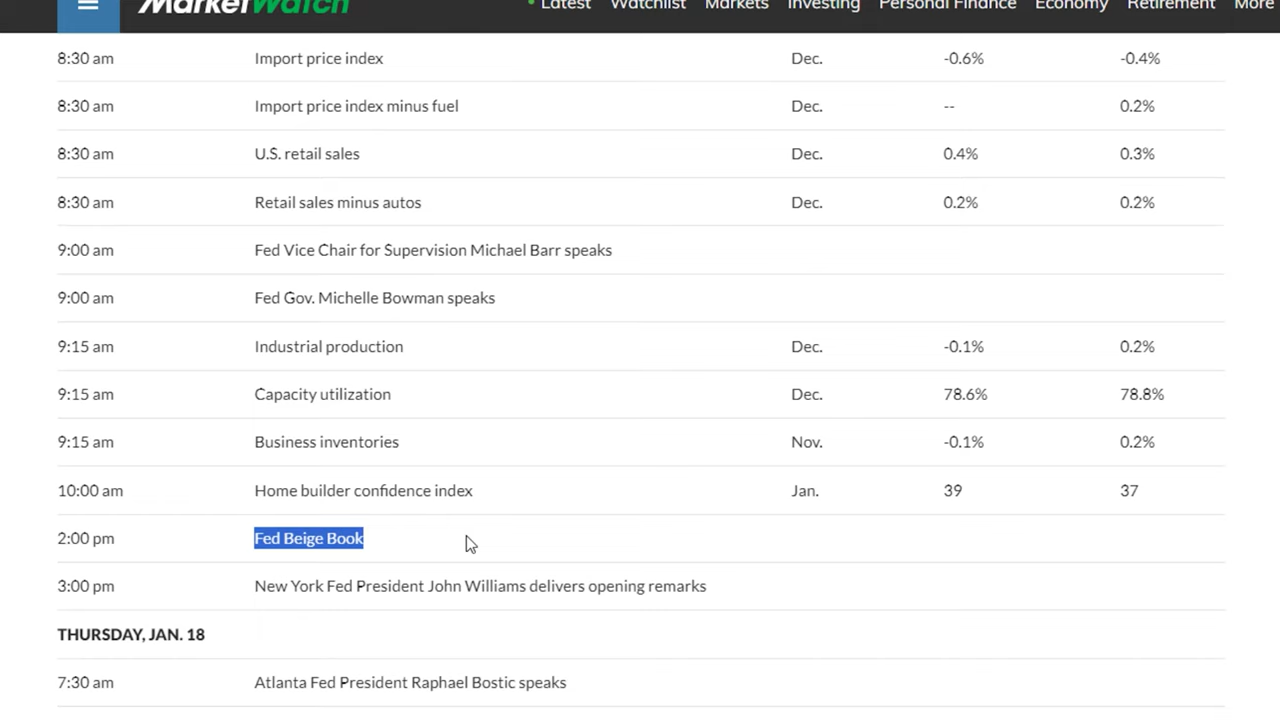 MarketWatch
Latest Watchlist Markets Investing Personal Finance Economy Retirement More
8:30 am Import price index Dec. -0.6% -0.4%
8:30 am Import price index minus fuel Dec. -- 0.2%
8:30 am U.S. retail sales Dec. 0.4% 0.3%
8:30 am Retail sales minus autos Dec. 0.2% 0.2%
9:00 am Fed Vice Chair for Supervision Michael Barr speaks
9:00 am Fed Gov. Michelle Bowman speaks
9:15 am Industrial production Dec. -0.1% 0.2%
9:15 am Capacity utilization Dec. 78.6% 78.8%
9:15 am Business inventories Nov. -0.1% 0.2%
10:00 am Home builder confidence index Jan. 39 37
2:00 pm Fed Beige Book
3:00 pm New York Fed President John Williams delivers opening remarks
THURSDAY, JAN. 18
7:30 am Atlanta Fed President Raphael Bostic speaks